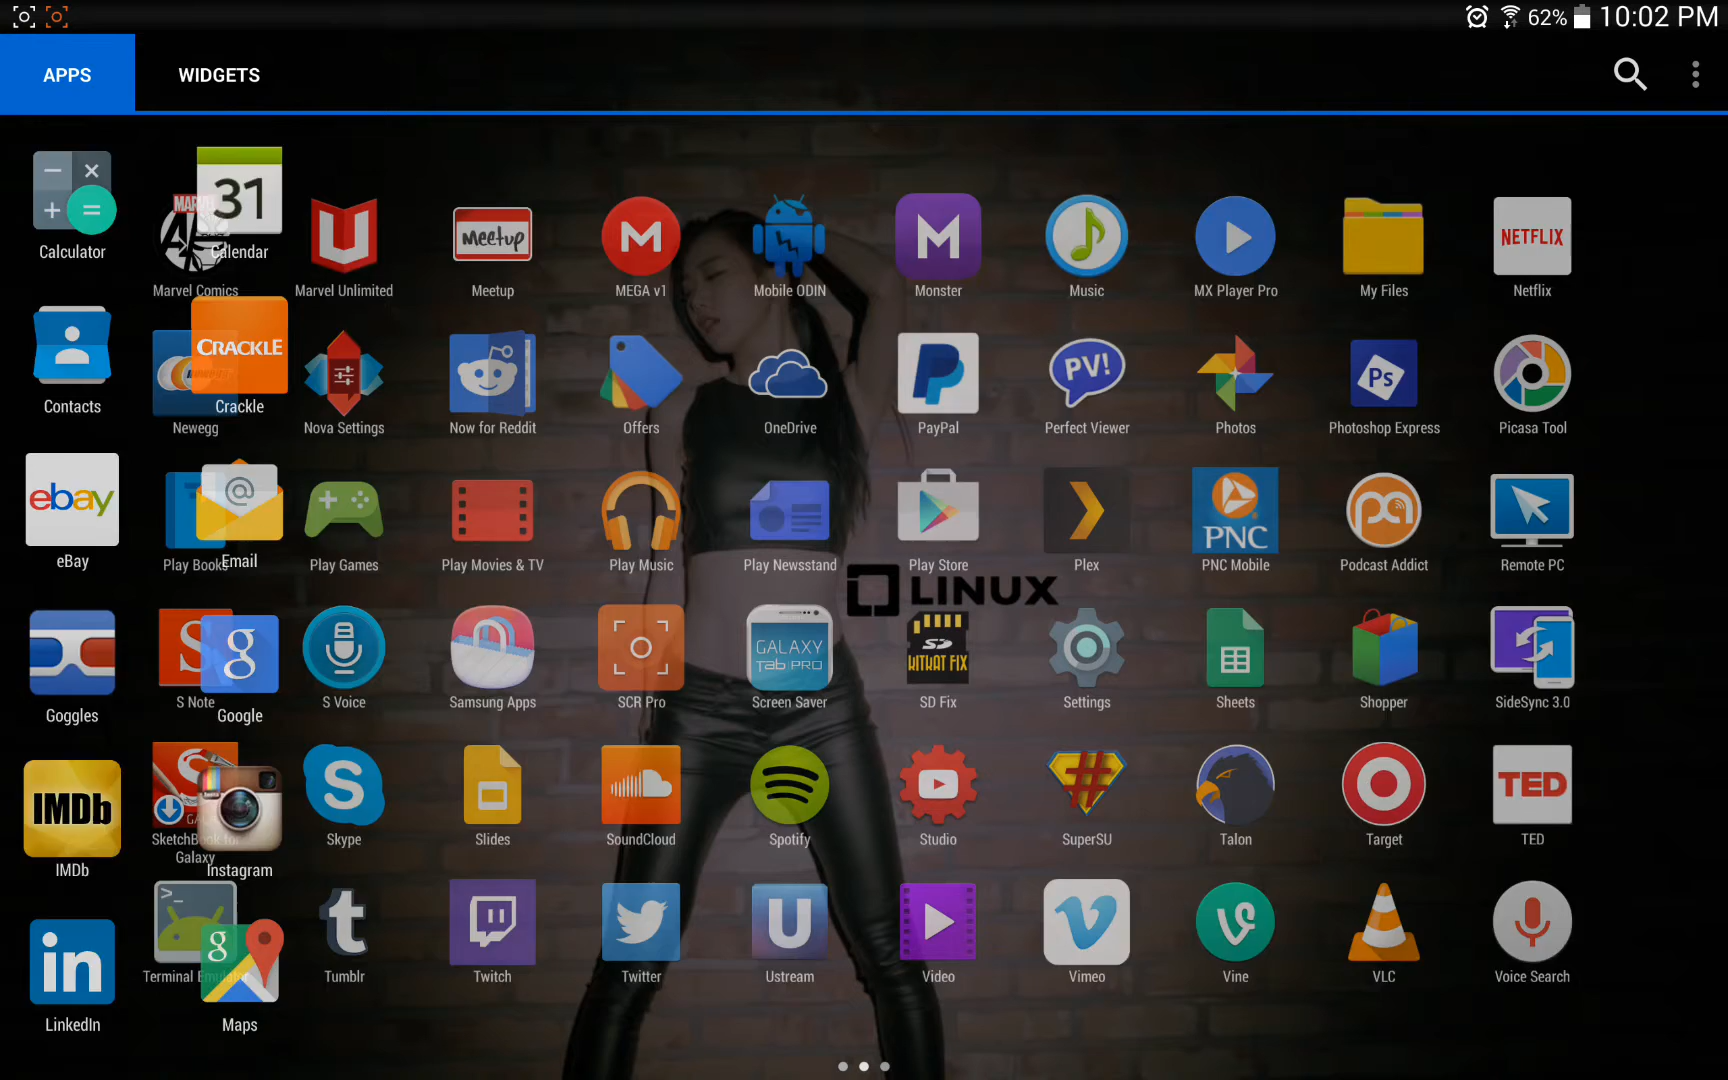 62% 10:02 PM
APPS WIDGETS
− × + =
31
MARVEL
Meetup
M
M
NETFLIX
Calculator Calendar
Marvel Comics Marvel Unlimited Meetup MEGA v1 Mobile ODIN Monster Music MX Player Pro My Files Netflix
CRACKLE
PV!
Ps
Contacts Crackle
Newegg Nova Settings Now for Reddit Offers OneDrive PayPal Perfect Viewer Photos Photoshop Express Picasa Tool
ebay
@
PNC
eBay Email
Play Books Play Games Play Movies & TV Play Music Play Newsstand Play Store Plex PNC Mobile Podcast Addict Remote PC
LINUX
S
g
GALAXY
Tab PRO
SD
KITKAT FIX
S Note S Voice Samsung Apps SCR Pro Screen Saver SD Fix Settings Sheets Shopper SideSync 3.0
Goggles Google
IMDb
S
#
TED
SketchBook for Galaxy Skype Slides SoundCloud Spotify Studio SuperSU Talon Target TED
IMDb Instagram
in
>_
g
t
U
V
Terminal Emulator Tumblr Twitch Twitter Ustream Video Vimeo Vine VLC Voice Search
LinkedIn Maps